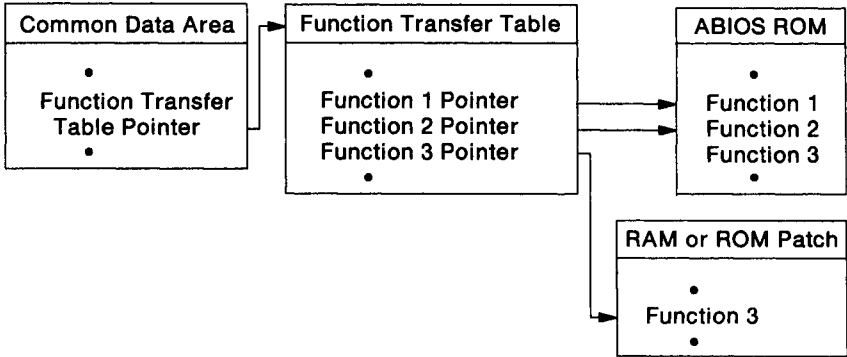 Common Data Area
Function Transfer
Table Pointer
Function Transfer Table
Function 1 Pointer
Function 2 Pointer
Function 3 Pointer
ABIOS ROM
Function 1
Function 2
Function 3
RAM or ROM Patch
Function 3